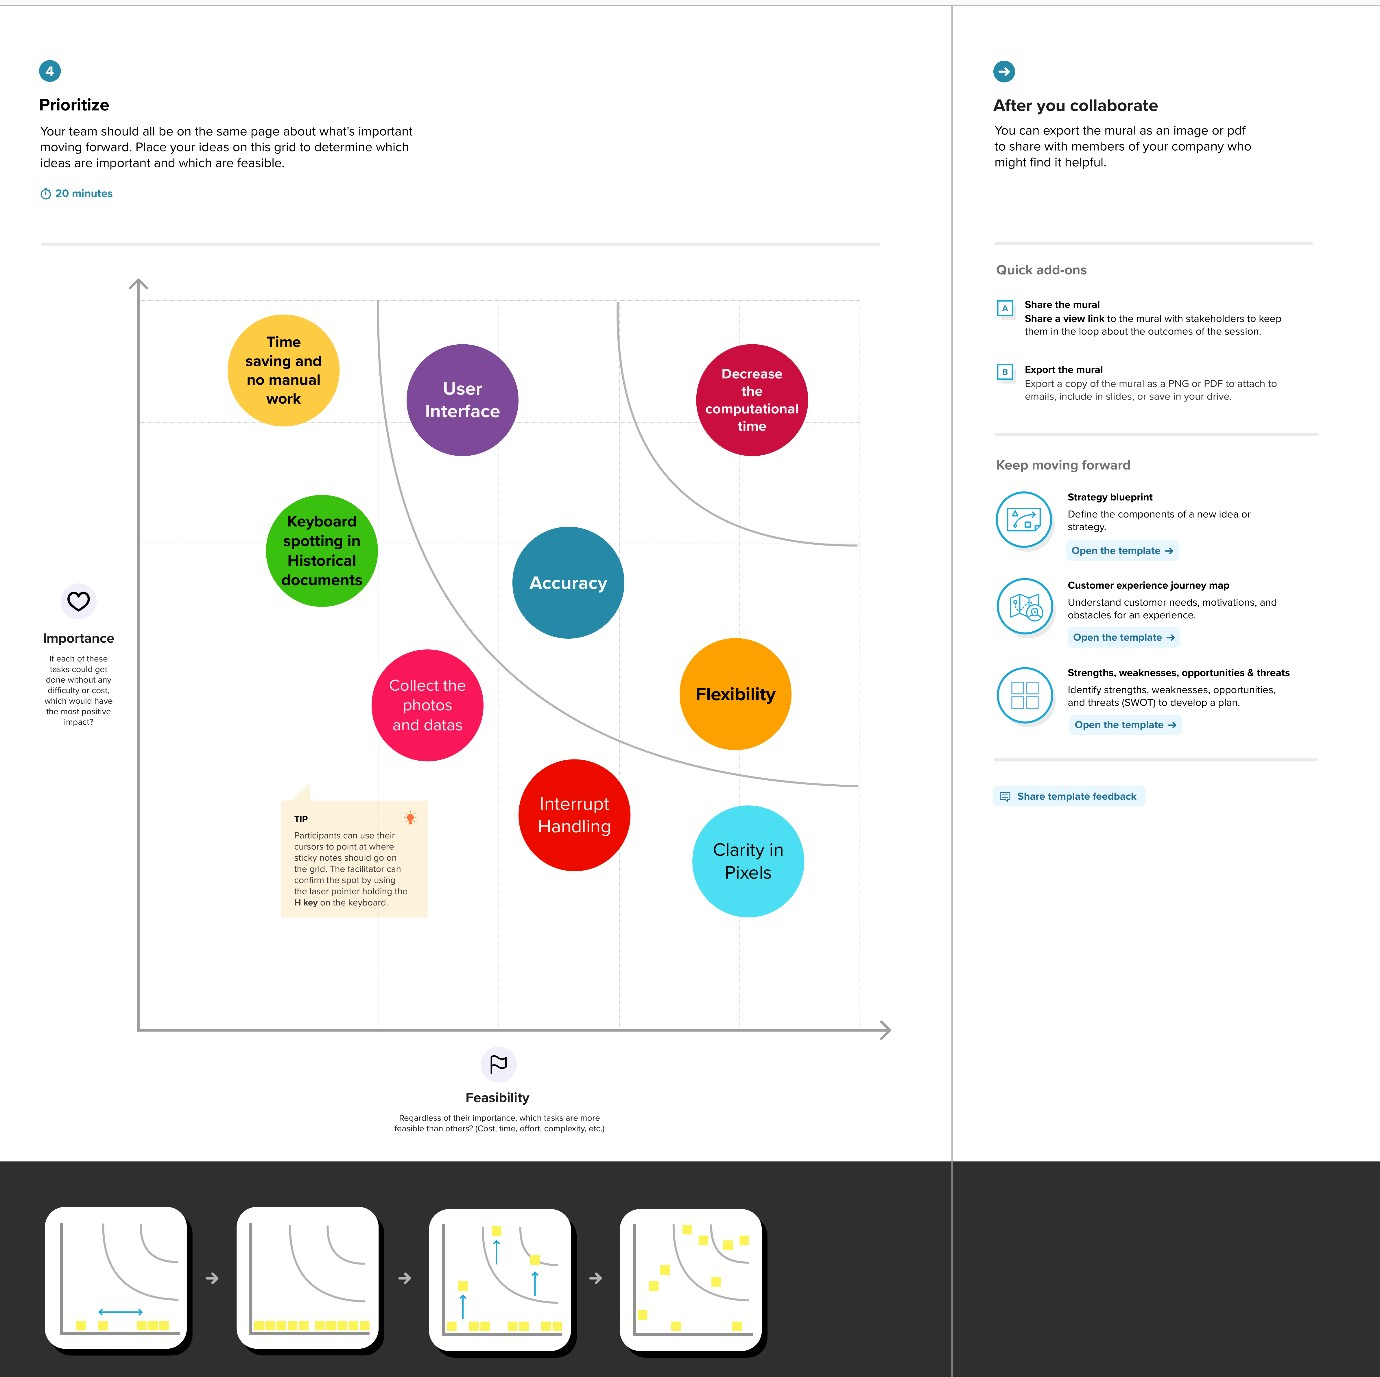 4
Prioritize
Your team should all be on the same page about what's important
moving forward. Place your ideas on this grid to determine which
ideas are important and which are feasible.
20 minutes
Time
saving and
no manual
work
User
Interface
Decrease
the
computational
time
Keyboard
spotting in
Historical
documents
Accuracy
Importance
If each of these
tasks could get
done without any
difficulty or cost,
which would have
the most positive
impact?
Collect the
photos
and datas
Flexibility
Interrupt
Handling
Clarity in
Pixels
TIP
Participants can use their
cursors to point at where
sticky notes should go on
the grid. The facilitator can
confirm the spot by using
the laser pointer holding the
H key on the keyboard.
Feasibility
Regardless of their importance, which tasks are more
feasible than others? (Cost, time, effort, complexity, etc.)
After you collaborate
You can export the mural as an image or pdf
to share with members of your company who
might find it helpful.
Quick add-ons
A
Share the mural
Share a view link to the mural with stakeholders to keep
them in the loop about the outcomes of the session.
B
Export the mural
Export a copy of the mural as a PNG or PDF to attach to
emails, include in slides, or save in your drive.
Keep moving forward
Strategy blueprint
Define the components of a new idea or
strategy.
Open the template →
Customer experience journey map
Understand customer needs, motivations, and
obstacles for an experience.
Open the template →
Strengths, weaknesses, opportunities & threats
Identify strengths, weaknesses, opportunities,
and threats (SWOT) to develop a plan.
Open the template →
Share template feedback